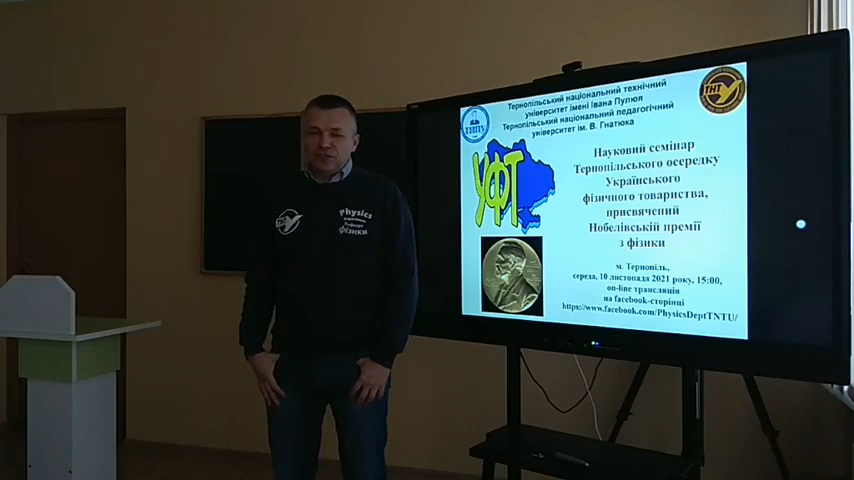 Тернопільський національний технічний
університет імені Івана Пулюя
Тернопільський національний педагогічний
університет ім. В. Гнатюка
ТНПУ
ТНТУ
УФТ
Науковий семінар
Тернопільського осередку
Українського
фізичного товариства,
присвячений
Нобелівській премії
з фізики
м. Тернопіль,
середа, 10 листопада 2021 року, 15:00,
on-line трансляція
на facebook-сторінці
https://www.facebook.com/PhysicsDeptTNTU/
Physics
Кафедра
фізики